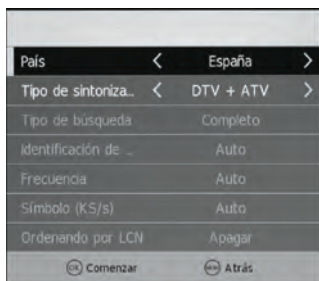 País < España >
Tipo de sintoniza... < DTV + ATV >
Tipo de búsqueda Completo
Identificación de ... Auto
Frecuencia Auto
Símbolo (KS/s) Auto
Ordenando por LCN Apagar
OK Comenzar Atrás